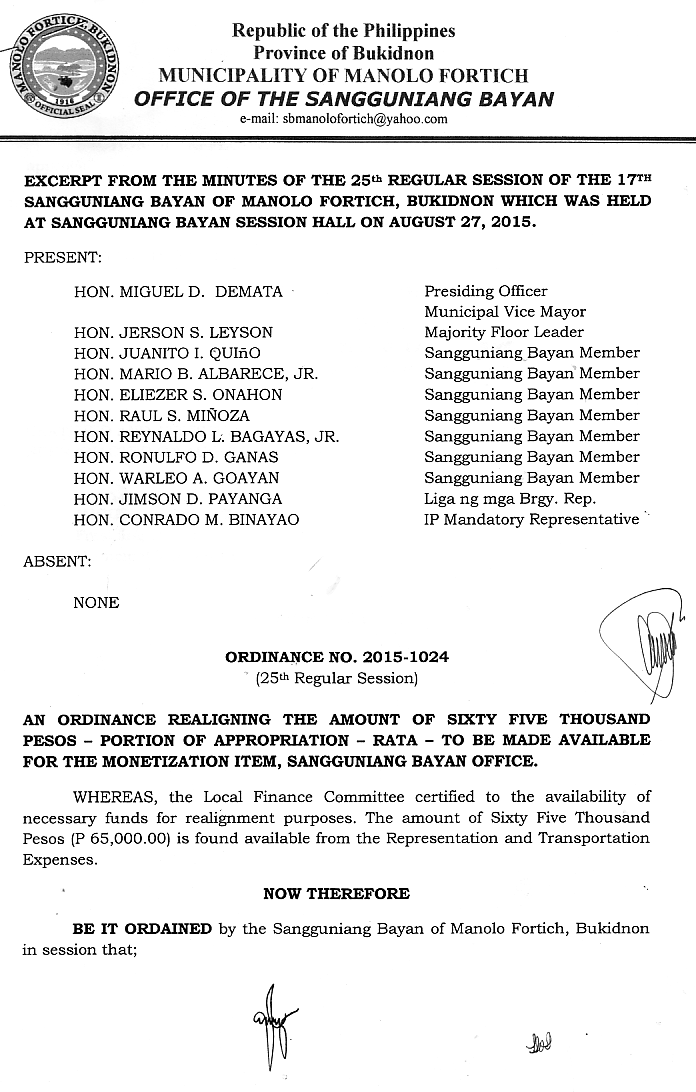 MANOLO FORTICH, BUKIDNON
1914
OFFICIAL SEAL
Republic of the Philippines
Province of Bukidnon
MUNICIPALITY OF MANOLO FORTICH
OFFICE OF THE SANGGUNIANG BAYAN
e-mail: sbmanolofortich@yahoo.com
EXCERPT FROM THE MINUTES OF THE 25th REGULAR SESSION OF THE 17TH
SANGGUNIANG BAYAN OF MANOLO FORTICH, BUKIDNON WHICH WAS HELD
AT SANGGUNIANG BAYAN SESSION HALL ON AUGUST 27, 2015.
PRESENT:
HON. MIGUEL D. DEMATA Presiding Officer
Municipal Vice Mayor
HON. JERSON S. LEYSON Majority Floor Leader
HON. JUANITO I. QUIñO Sangguniang Bayan Member
HON. MARIO B. ALBARECE, JR. Sangguniang Bayan Member
HON. ELIEZER S. ONAHON Sangguniang Bayan Member
HON. RAUL S. MIÑOZA Sangguniang Bayan Member
HON. REYNALDO L. BAGAYAS, JR. Sangguniang Bayan Member
HON. RONULFO D. GANAS Sangguniang Bayan Member
HON. WARLEO A. GOAYAN Sangguniang Bayan Member
HON. JIMSON D. PAYANGA Liga ng mga Brgy. Rep.
HON. CONRADO M. BINAYAO IP Mandatory Representative
ABSENT:
NONE
ORDINANCE NO. 2015-1024
(25th Regular Session)
AN ORDINANCE REALIGNING THE AMOUNT OF SIXTY FIVE THOUSAND
PESOS – PORTION OF APPROPRIATION – RATA – TO BE MADE AVAILABLE
FOR THE MONETIZATION ITEM, SANGGUNIANG BAYAN OFFICE.
WHEREAS, the Local Finance Committee certified to the availability of
necessary funds for realignment purposes. The amount of Sixty Five Thousand
Pesos (P 65,000.00) is found available from the Representation and Transportation
Expenses.
NOW THEREFORE
BE IT ORDAINED by the Sangguniang Bayan of Manolo Fortich, Bukidnon
in session that;